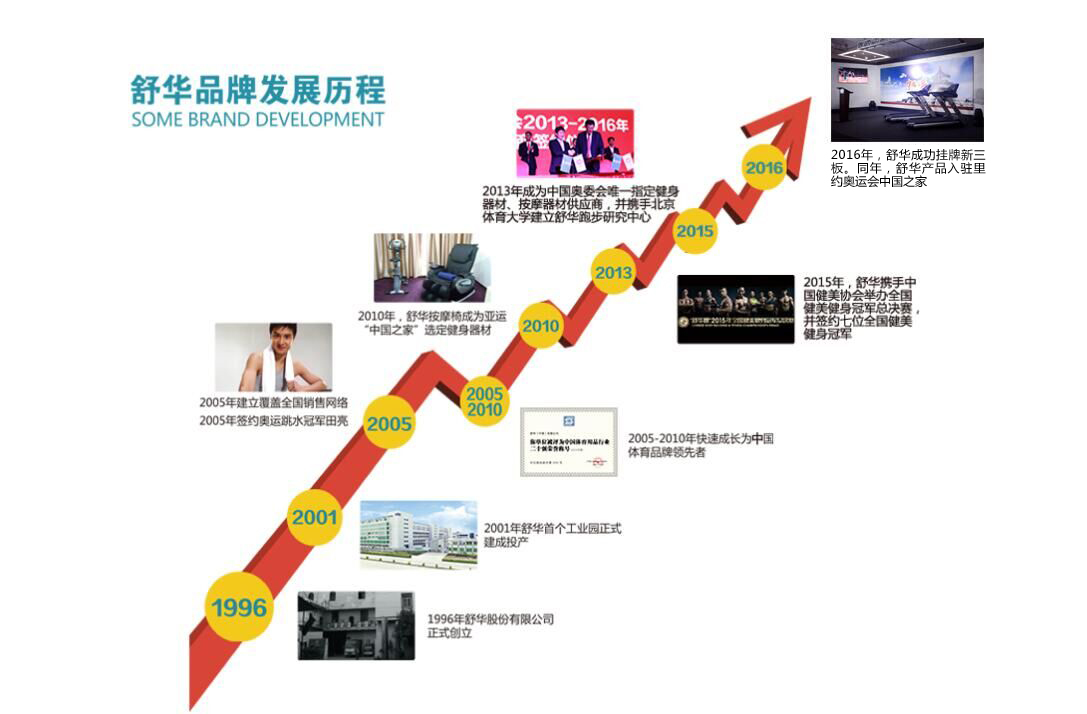 舒华品牌发展历程
SOME BRAND DEVELOPMENT
2016年，舒华成功挂牌新三
板。同年，舒华产品入驻里
约奥运会中国之家
2016
2013-2016年
2013年成为中国奥委会唯一指定健身
器材、按摩器材供应商，并携手北京
体育大学建立舒华跑步研究中心
2015
2013
2015年，舒华携手中
国健美协会举办全国
健美健身冠军总决赛，
并签约七位全国健美
健身冠军
2010年，舒华按摩椅成为亚运
“中国之家”选定健身器材
2010
2005年建立覆盖全国销售网络
2005年签约奥运跳水冠军田亮
2005
2010
2005
2005-2010年快速成长为中国
体育品牌领先者
2001
2001年舒华首个工业园正式
建成投产
1996
1996年舒华股份有限公司
正式创立